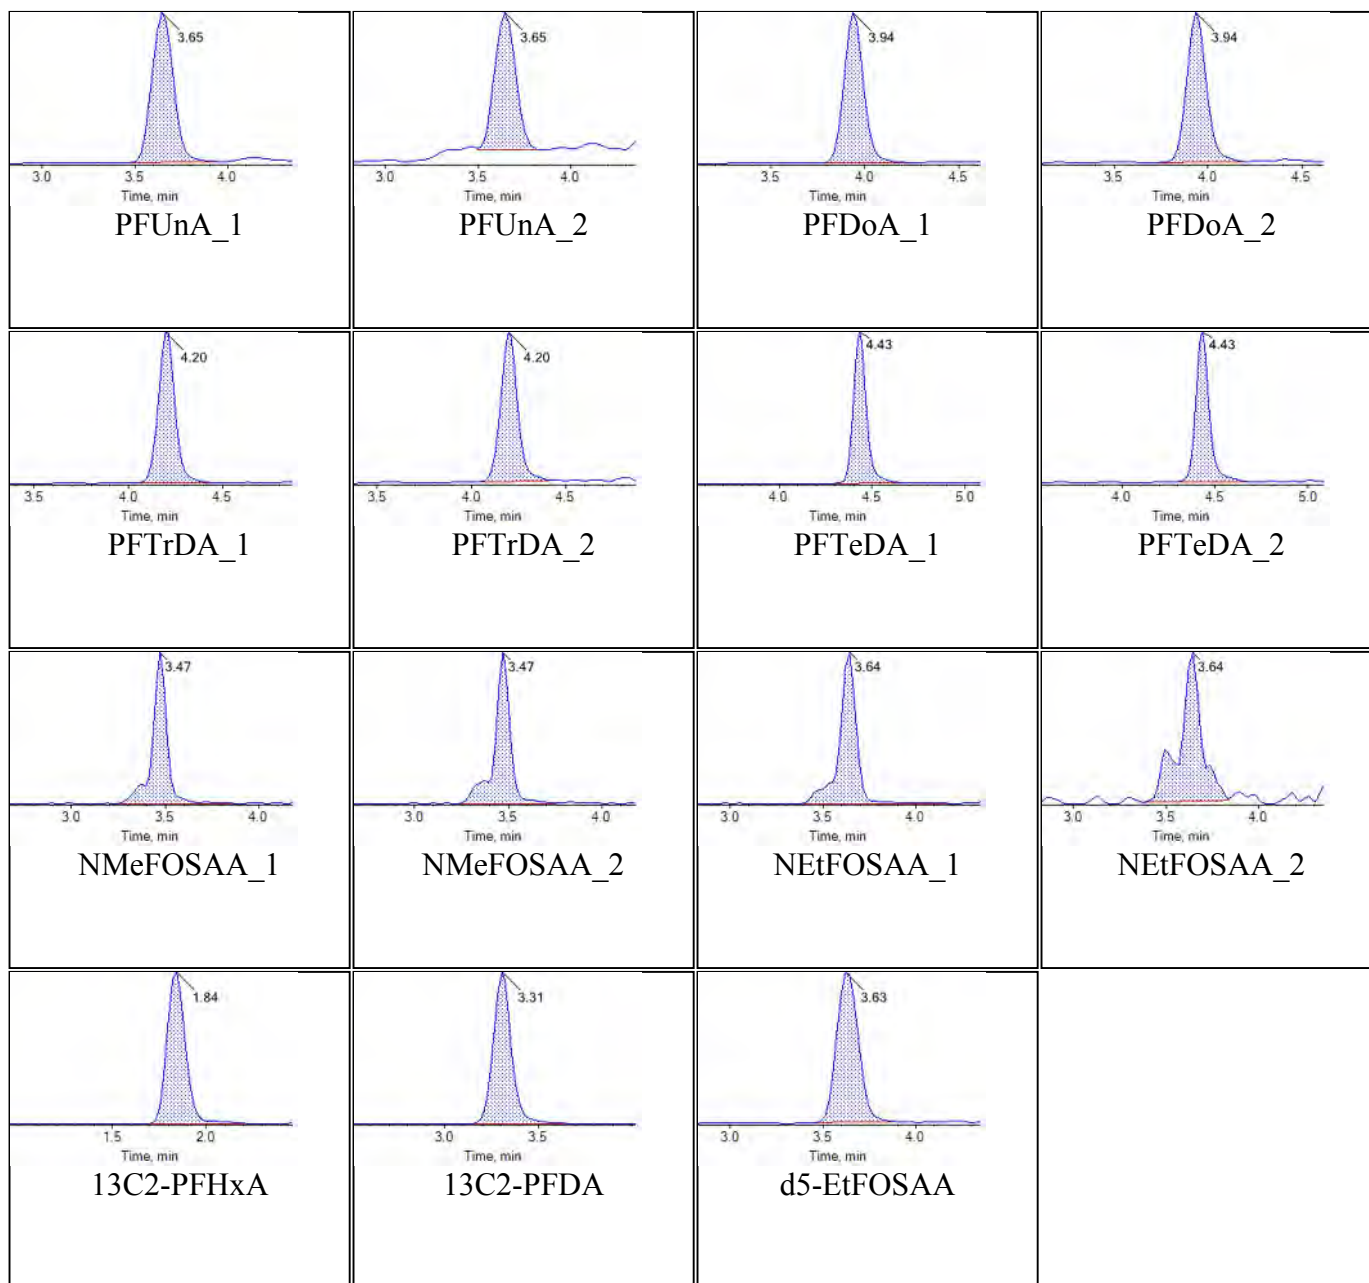 3.65
3.0 3.5 4.0
Time, min
PFUnA_1
3.65
3.0 3.5 4.0
Time, min
PFUnA_2
3.94
3.5 4.0 4.5
Time, min
PFDoA_1
3.94
3.5 4.0 4.5
Time, min
PFDoA_2
4.20
3.5 4.0 4.5
Time, min
PFTrDA_1
4.20
3.5 4.0 4.5
Time, min
PFTrDA_2
4.43
4.0 4.5 5.0
Time, min
PFTeDA_1
4.43
4.0 4.5 5.0
Time, min
PFTeDA_2
3.47
3.0 3.5 4.0
Time, min
NMeFOSAA_1
3.47
3.0 3.5 4.0
Time, min
NMeFOSAA_2
3.64
3.0 3.5 4.0
Time, min
NEtFOSAA_1
3.64
3.0 3.5 4.0
Time, min
NEtFOSAA_2
1.84
1.5 2.0
Time, min
13C2-PFHxA
3.31
3.0 3.5
Time, min
13C2-PFDA
3.63
3.0 3.5 4.0
Time, min
d5-EtFOSAA